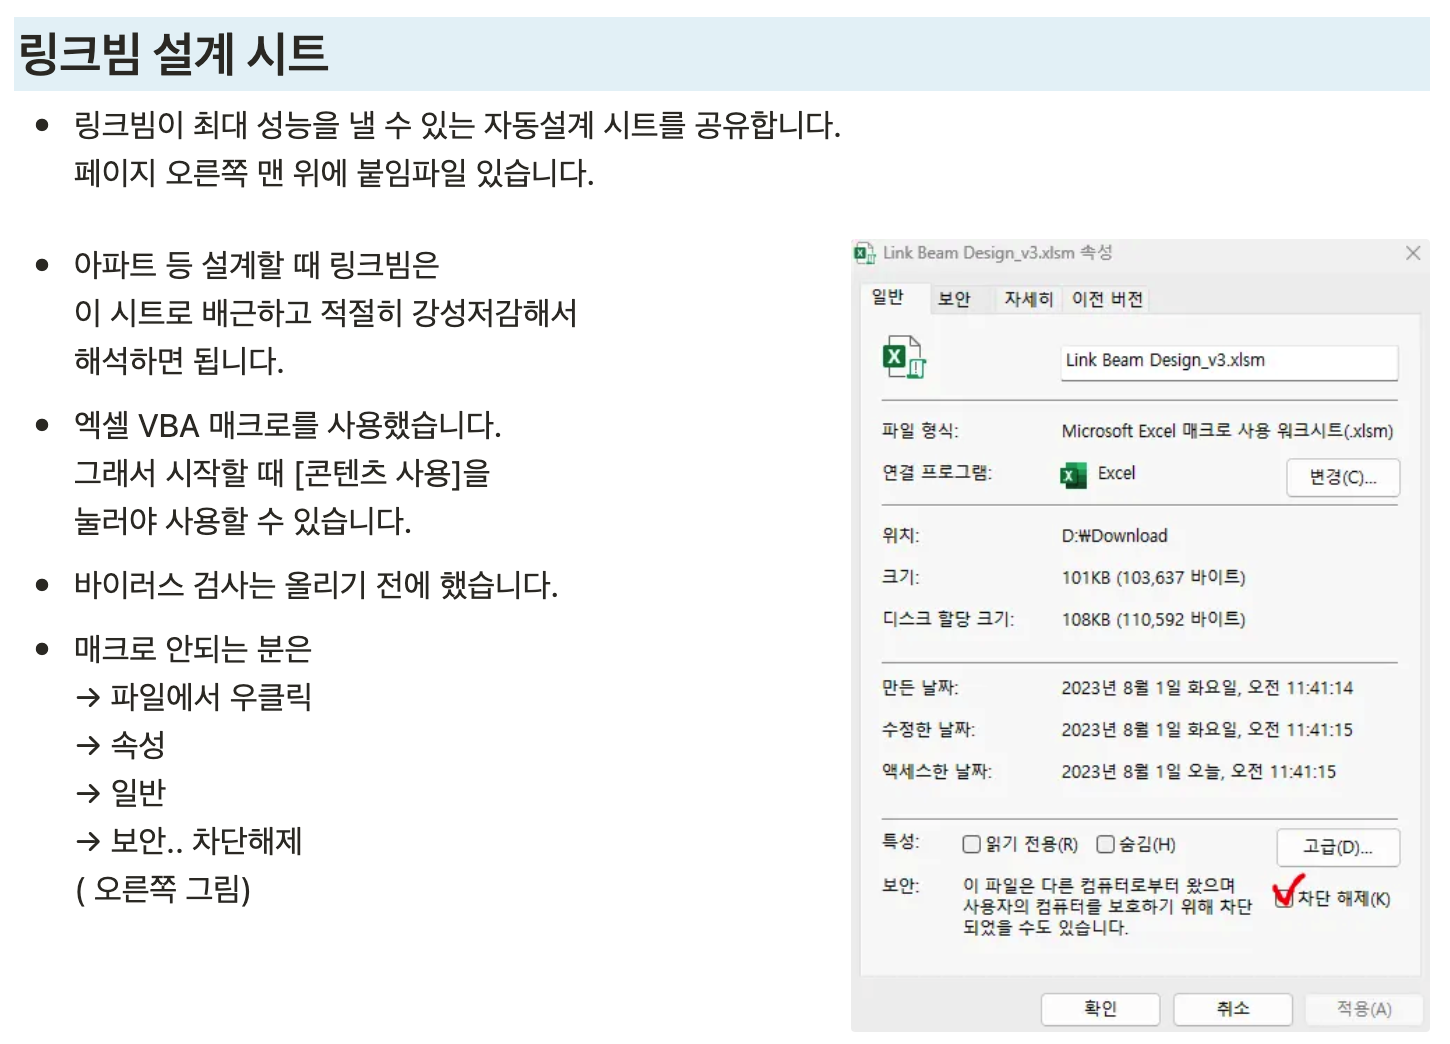 링크빔 설계 시트
● 링크빔이 최대 성능을 낼 수 있는 자동설계 시트를 공유합니다.
페이지 오른쪽 맨 위에 붙임파일 있습니다.
● 아파트 등 설계할 때 링크빔은
이 시트로 배근하고 적절히 강성저감해서
해석하면 됩니다.
● 엑셀 VBA 매크로를 사용했습니다.
그래서 시작할 때 [콘텐츠 사용]을
눌러야 사용할 수 있습니다.
● 바이러스 검사는 올리기 전에 했습니다.
● 매크로 안되는 분은
→ 파일에서 우클릭
→ 속성
→ 일반
→ 보안.. 차단해제
( 오른쪽 그림)
Link Beam Design_v3.xlsm 속성
일반 보안 자세히 이전 버전
Link Beam Design_v3.xlsm
파일 형식: Microsoft Excel 매크로 사용 워크시트(.xlsm)
연결 프로그램: Excel 변경(C)...
위치: D:₩Download
크기: 101KB (103,637 바이트)
디스크 할당 크기: 108KB (110,592 바이트)
만든 날짜: 2023년 8월 1일 화요일, 오전 11:41:14
수정한 날짜: 2023년 8월 1일 화요일, 오전 11:41:15
액세스한 날짜: 2023년 8월 1일 오늘, 오전 11:41:15
특성: 읽기 전용(R) 숨김(H) 고급(D)...
보안: 이 파일은 다른 컴퓨터로부터 왔으며
사용자의 컴퓨터를 보호하기 위해 차단
되었을 수도 있습니다.
차단 해제(K)
확인 취소 적용(A)